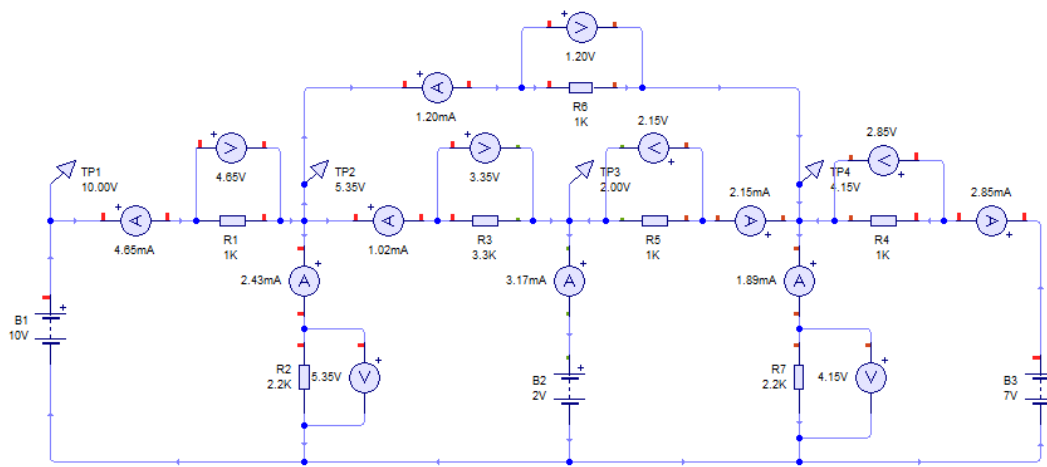 1.20V
1.20mA
R6
1K
TP1
10.00V
4.65V
TP2
5.35V
3.35V
TP3
2.00V
2.15V
TP4
4.15V
2.85V
4.65mA
R1
1K
1.02mA
R3
3.3K
R5
1K
2.15mA
R4
1K
2.85mA
2.43mA
3.17mA
1.89mA
B1
10V
R2
2.2K
5.35V
B2
2V
R7
2.2K
4.15V
B3
7V